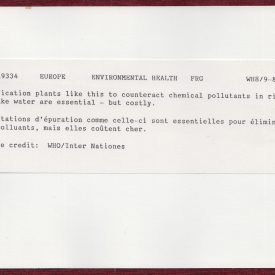 9334 EUROPE ENVIRONMENTAL HEALTH FRG WHS/9-8
ication plants like this to counteract chemical pollutants in ri
ke water are essential - but costly.
tations d'épuration comme celle-ci sont essentielles pour élimi
olluants, mais elles coûtent cher.
e credit: WHO/Inter Nationes